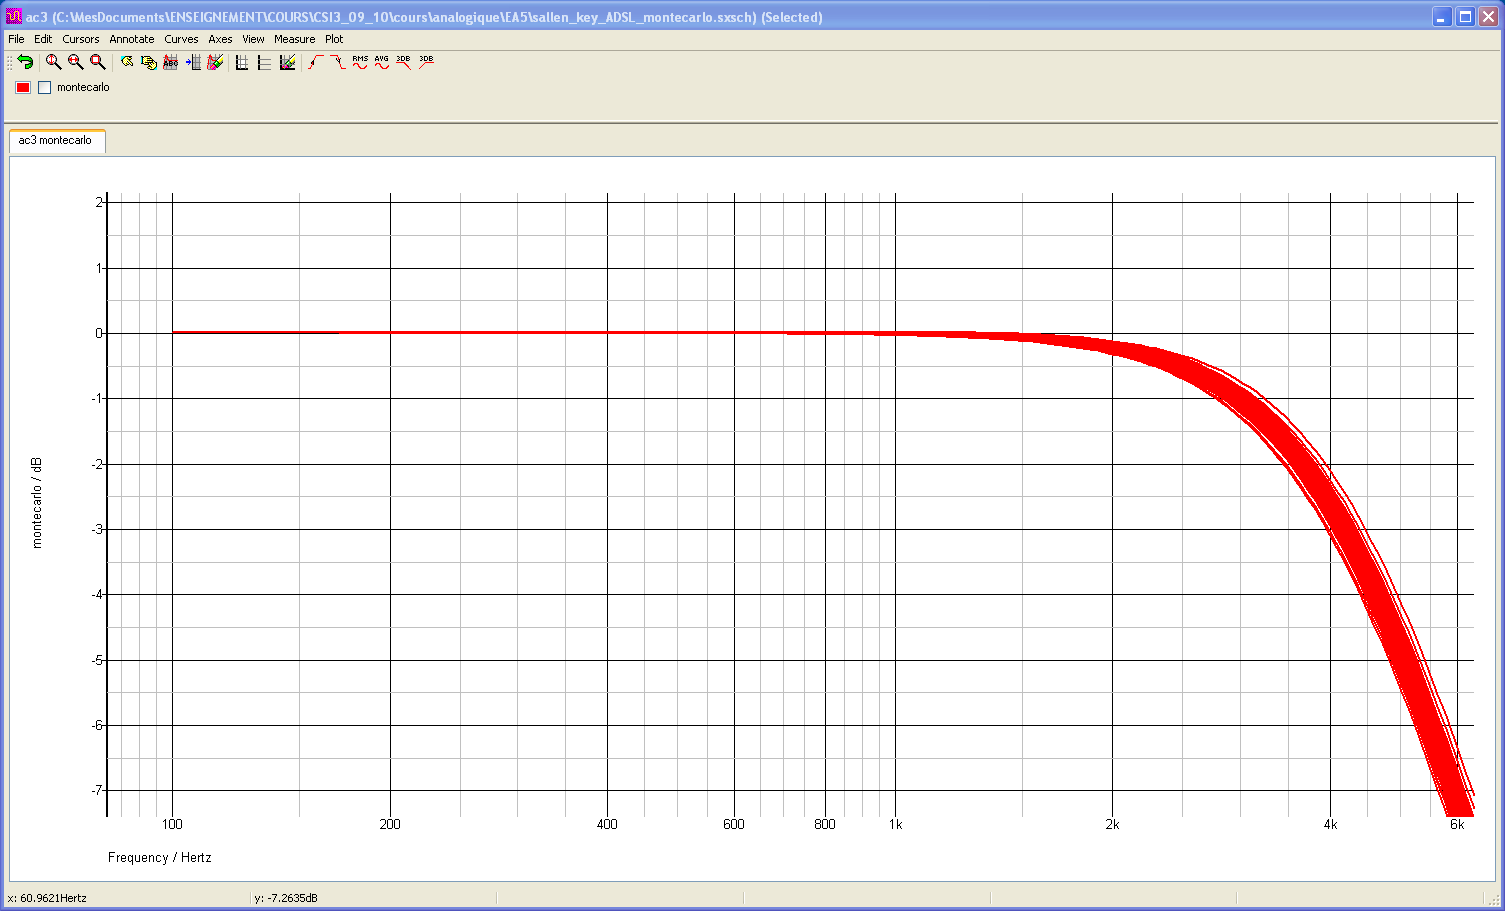 ac3 (C:\MesDocuments\ENSEIGNEMENT\COURS\CSI3_09_10\cours\analogique\EA5\sallen_key_ADSL_montecarlo.sxsch) (Selected)
File Edit Cursors Annotate Curves Axes View Measure Plot
ABC RMS AVG 3DB 3DB
montecarlo
ac3 montecarlo
2
1
0
-1
-2
-3
-4
-5
-6
-7
montecarlo / dB
100 200 400 600 800 1k 2k 4k 6k
Frequency / Hertz
x: 60.9621Hertz y: -7.2635dB